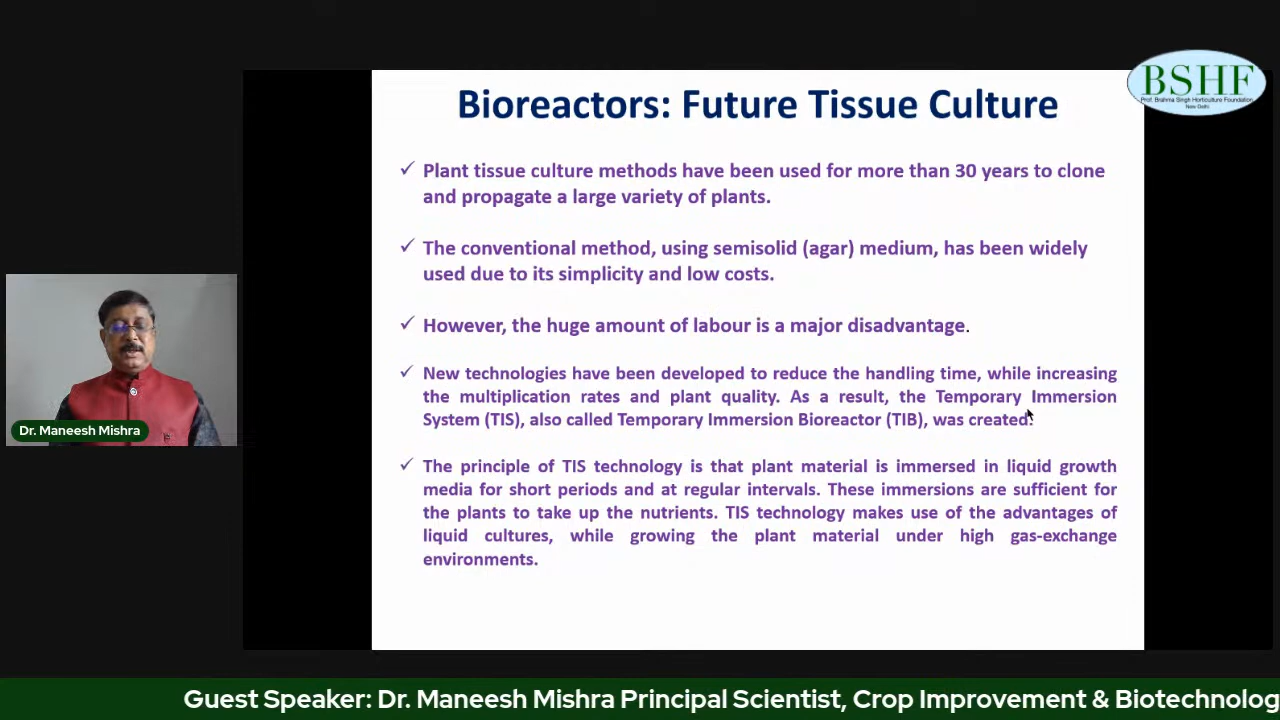 BSHF
Prof. Brahma Singh Horticulture Foundation
New Delhi
Bioreactors: Future Tissue Culture
✓ Plant tissue culture methods have been used for more than 30 years to clone
and propagate a large variety of plants.
✓ The conventional method, using semisolid (agar) medium, has been widely
used due to its simplicity and low costs.
✓ However, the huge amount of labour is a major disadvantage.
✓ New technologies have been developed to reduce the handling time, while increasing
the multiplication rates and plant quality. As a result, the Temporary Immersion
System (TIS), also called Temporary Immersion Bioreactor (TIB), was created.
✓ The principle of TIS technology is that plant material is immersed in liquid growth
media for short periods and at regular intervals. These immersions are sufficient for
the plants to take up the nutrients. TIS technology makes use of the advantages of
liquid cultures, while growing the plant material under high gas-exchange
environments.
Dr. Maneesh Mishra
Guest Speaker: Dr. Maneesh Mishra Principal Scientist, Crop Improvement & Biotechnolog